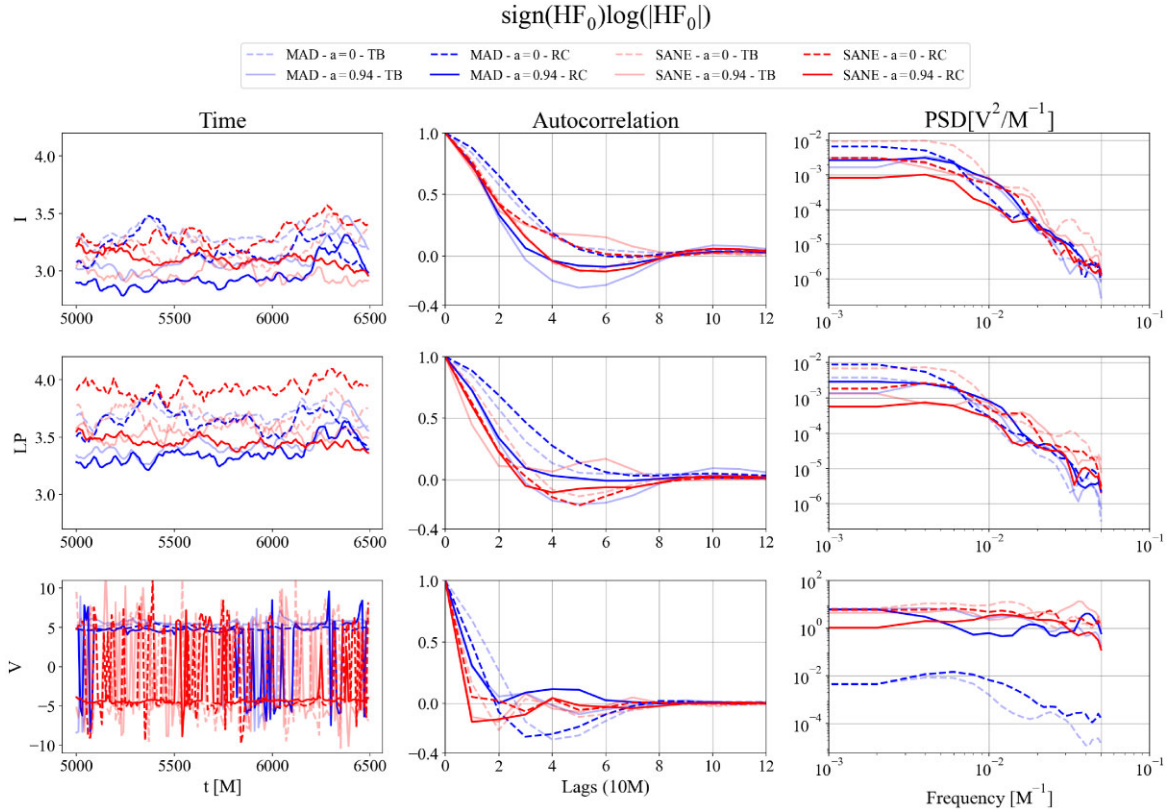 sign(HF₀)log(|HF₀|)
MAD - a=0 - TB MAD - a=0 - RC SANE - a=0 - TB SANE - a=0 - RC
MAD - a=0.94 - TB MAD - a=0.94 - RC SANE - a=0.94 - TB SANE - a=0.94 - RC
Time Autocorrelation PSD[V²/M⁻¹]
I
4.0
3.5
3.0
5000 5500 6000 6500
1.0
0.5
0.0
−0.4
0 2 4 6 8 10 12
10⁻²
10⁻³
10⁻⁴
10⁻⁵
10⁻⁶
10⁻³ 10⁻² 10⁻¹
LP
4.0
3.5
3.0
5000 5500 6000 6500
1.0
0.5
0.0
−0.4
0 2 4 6 8 10 12
10⁻²
10⁻³
10⁻⁴
10⁻⁵
10⁻⁶
10⁻³ 10⁻² 10⁻¹
V
10
5
0
−5
−10
5000 5500 6000 6500
t [M]
1.0
0.5
0.0
−0.4
0 2 4 6 8 10 12
Lags (10M)
10²
10⁰
10⁻²
10⁻⁴
10⁻³ 10⁻² 10⁻¹
Frequency [M⁻¹]